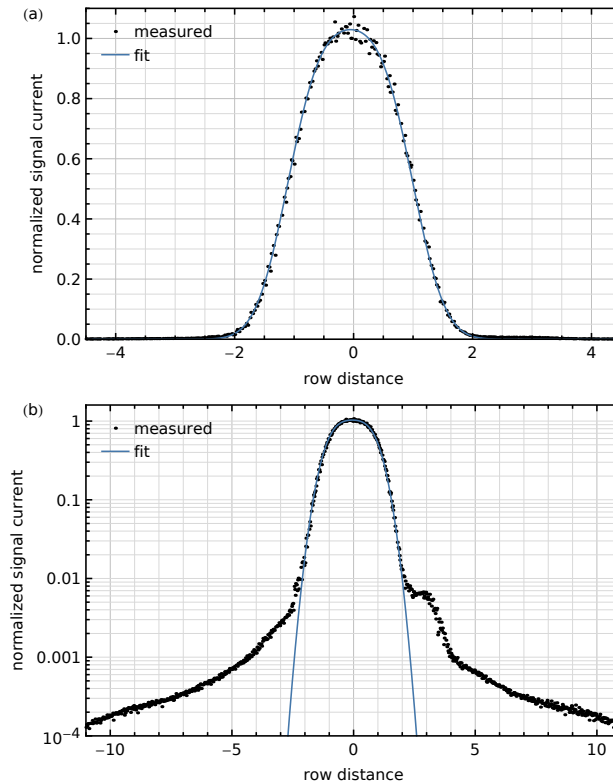 (a)
measured
fit
1.0
0.8
0.6
0.4
0.2
0.0
normalized signal current
−4 −2 0 2 4
row distance
(b)
measured
fit
1
0.1
0.01
0.001
10−4
normalized signal current
−10 −5 0 5 10
row distance